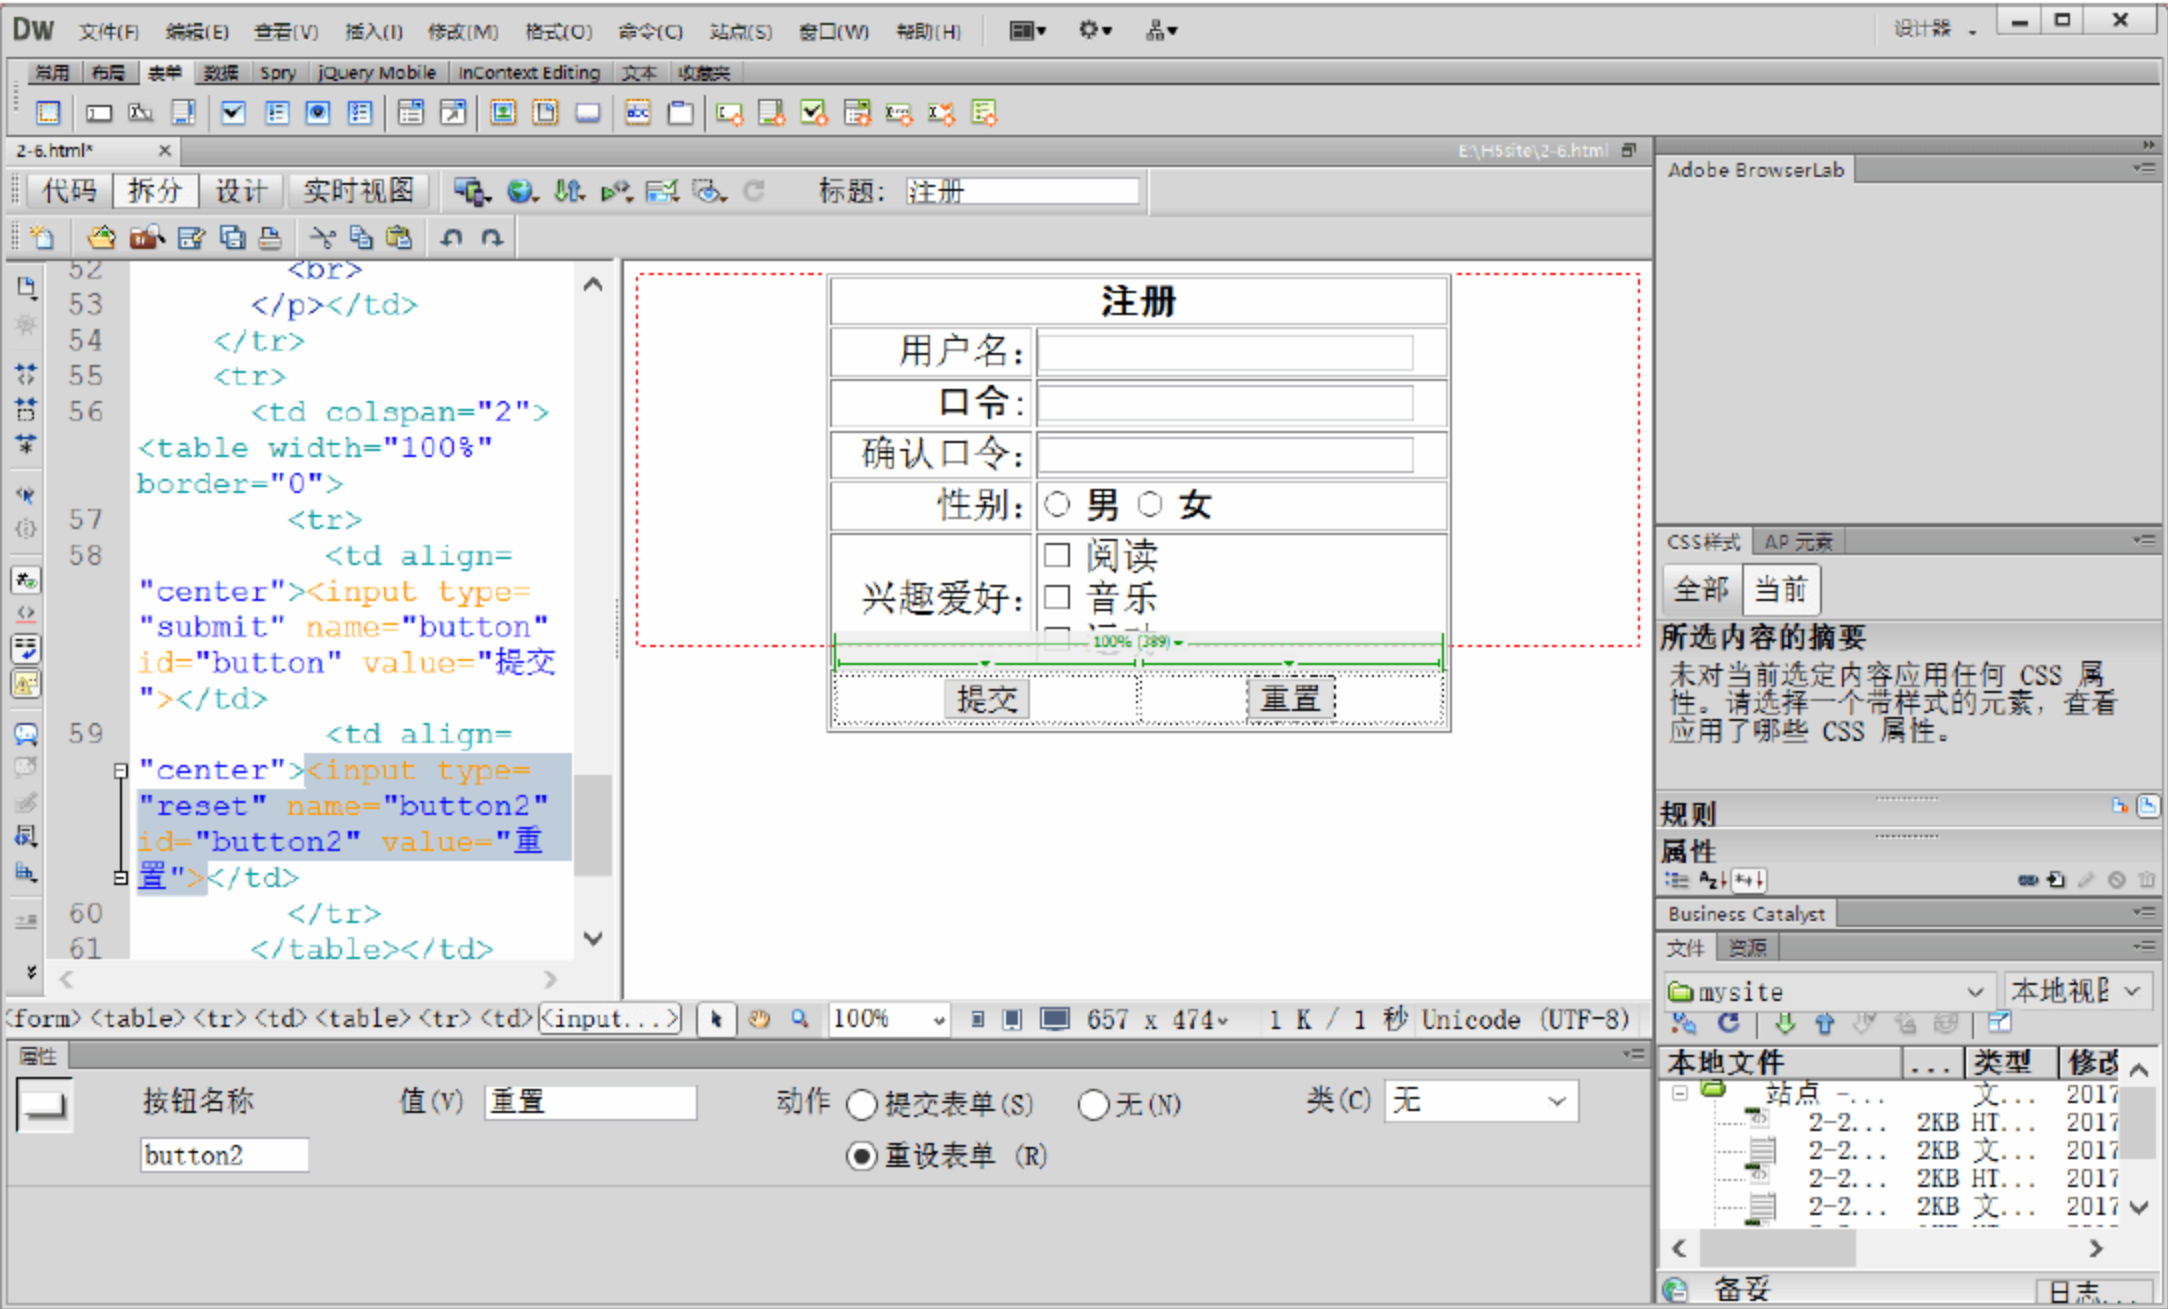 DW 文件(F) 编辑(E) 查看(V) 插入(I) 修改(M) 格式(O) 命令(C) 站点(S) 窗口(W) 帮助(H) 设计器
常用 布局 表单 数据 Spry jQuery Mobile InContext Editing 文本 收藏夹
2-6.html* E:\H5site\2-6.html
代码 拆分 设计 实时视图 标题: 注册
52 <br>
53 </p></td>
54 </tr>
55 <tr>
56 <td colspan="2">
<table width="100%"
border="0">
57 <tr>
58 <td align=
"center"><input type=
"submit" name="button"
id="button" value="提交
"></td>
59 <td align=
"center"><input type=
"reset" name="button2"
id="button2" value="重
置"></td>
60 </tr>
61 </table></td>
注册
用户名:
口令:
确认口令:
性别: 男 女
兴趣爱好: 阅读
音乐
100% (389)
提交 重置
<form> <table> <tr> <td> <table> <tr> <td> <input...> 100% 657 x 474 1 K / 1 秒 Unicode (UTF-8)
属性
按钮名称 值(V) 重置 动作 提交表单(S) 无(N) 类(C) 无
button2 重设表单 (R)
Adobe BrowserLab
CSS样式 AP 元素
全部 当前
所选内容的摘要
未对当前选定内容应用任何 CSS 属
性。请选择一个带样式的元素，查看
应用了哪些 CSS 属性。
规则
属性
Business Catalyst
文件 资源
mysite 本地视图
本地文件 ... 类型 修改
站点 -... 文... 2017
2-2... 2KB HT... 2017
2-2... 2KB 文... 2017
2-2... 2KB HT... 2017
2-2... 2KB 文... 2017
备妥 日志...